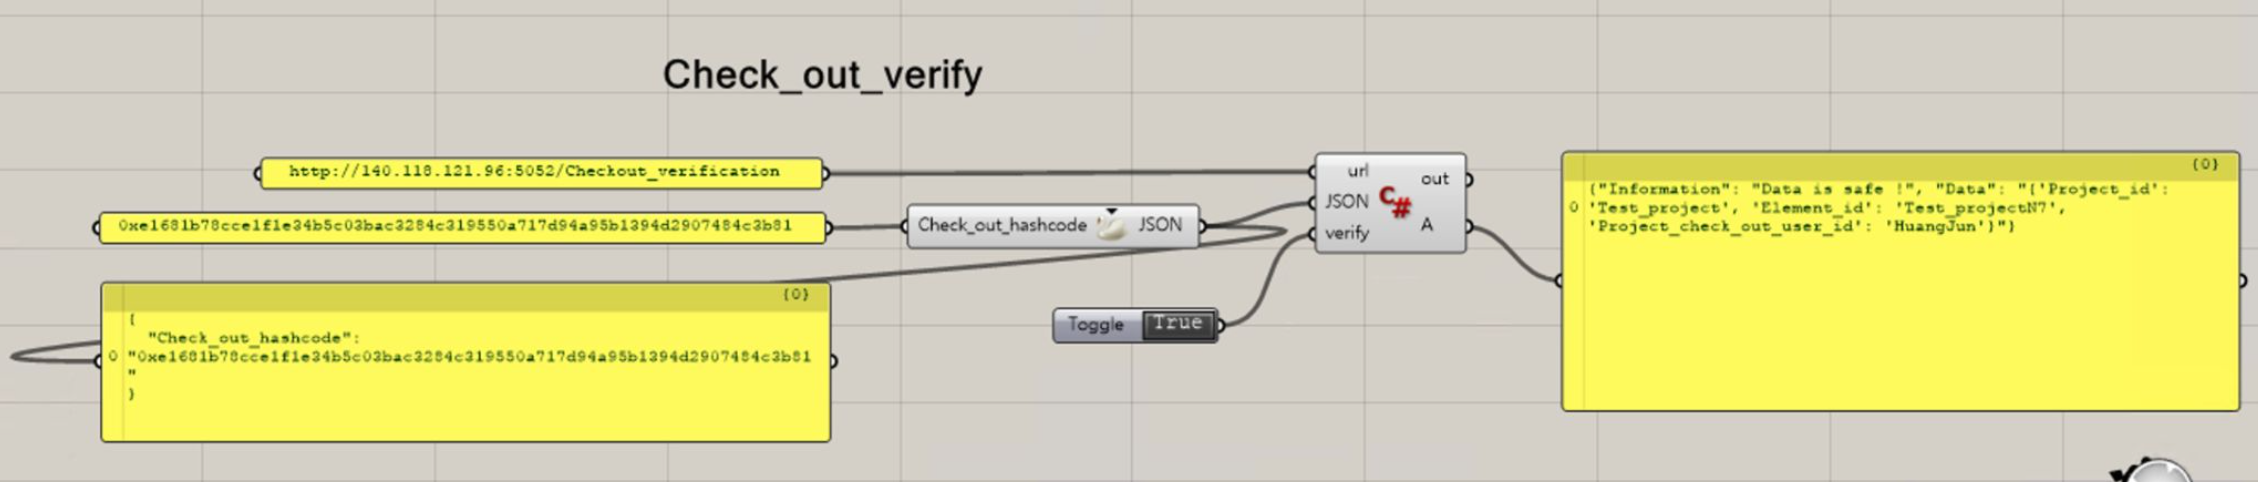 Check_out_verify
http://140.118.121.96:5052/Checkout_verification
0xe1681b78cce1f1e34b5c03bac3284c319550a717d94a95b1394d2907484c3b81
Check_out_hashcode JSON
url
JSON
verify
C#
out
A
Toggle True
{0}
{
"Check_out_hashcode":
0 "0xe1681b78cce1f1e34b5c03bac3284c319550a717d94a95b1394d2907484c3b81
"
}
{0}
{"Information": "Data is safe !", "Data": "{'Project_id':
0 'Test_project', 'Element_id': 'Test_projectN7',
'Project_check_out_user_id': 'HuangJun'}"}